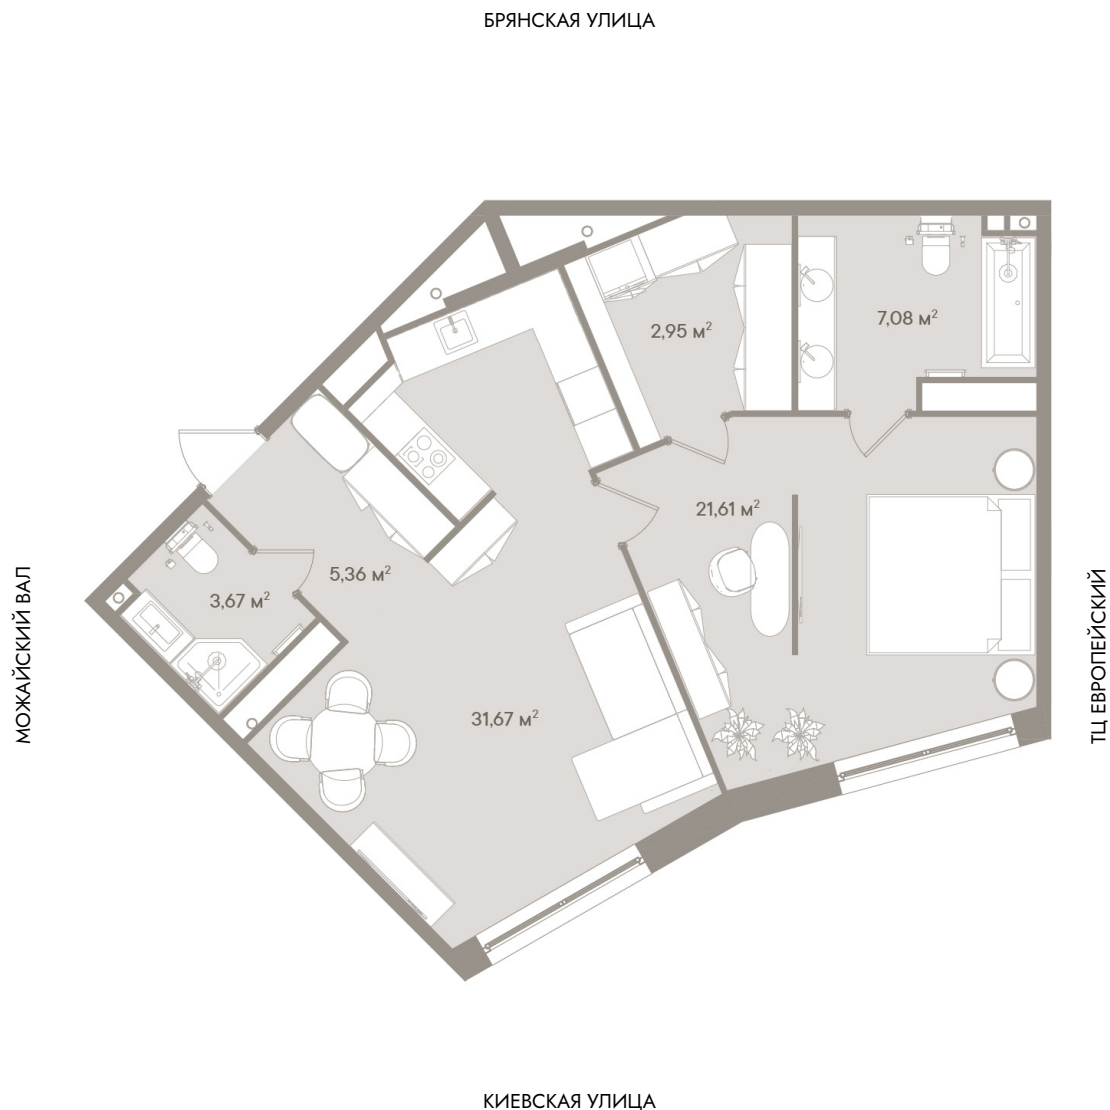 БРЯНСКАЯ УЛИЦА
7,08 м²
2,95 м²
21,61 м²
5,36 м²
3,67 м²
31,67 м²
МОЖАЙСКИЙ ВАЛ
ТЦ ЕВРОПЕЙСКИЙ
КИЕВСКАЯ УЛИЦА